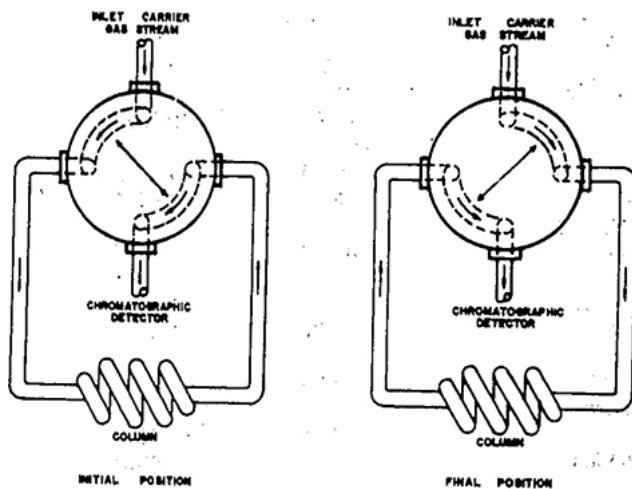 INLET CARRIER
GAS STREAM
CHROMATOGRAPHIC
DETECTOR
COLUMN
INITIAL POSITION
INLET CARRIER
GAS STREAM
CHROMATOGRAPHIC
DETECTOR
COLUMN
FINAL POSITION